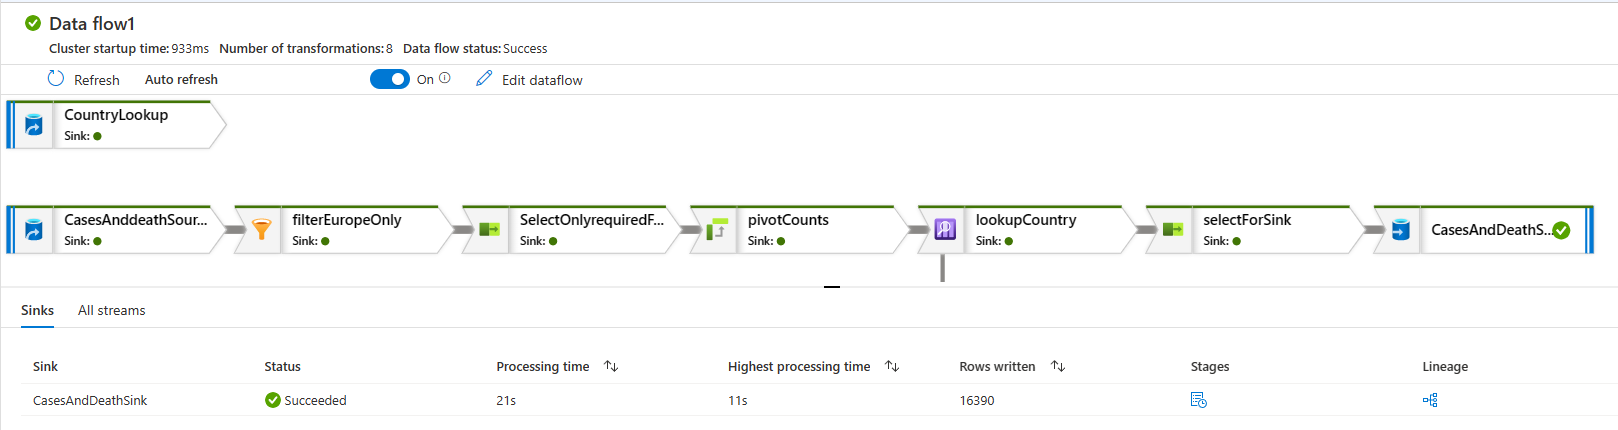 Data flow1
Cluster startup time: 933ms Number of transformations: 8 Data flow status: Success
Refresh Auto refresh On Edit dataflow
CountryLookup
Sink:
CasesAnddeathSour... filterEuropeOnly SelectOnlyrequiredF... pivotCounts lookupCountry selectForSink CasesAndDeathS...
Sink: Sink: Sink: Sink: Sink: Sink:
Sinks All streams
Sink Status Processing time Highest processing time Rows written Stages Lineage
CasesAndDeathSink Succeeded 21s 11s 16390